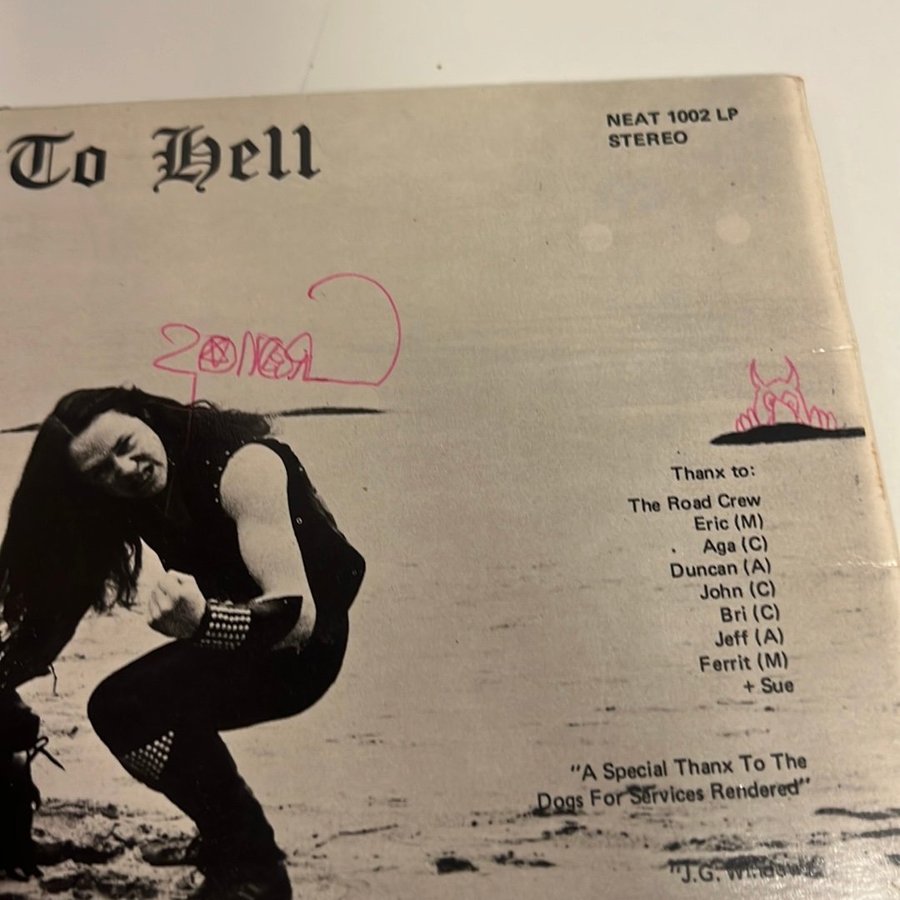 To Hell
NEAT 1002 LP
STEREO
Thanx to:
The Road Crew
Eric (M)
Aga (C)
Duncan (A)
John (C)
Bri (C)
Jeff (A)
Ferrit (M)
+ Sue
"A Special Thanx To The
Dogs For Services Rendered"
"J.G.